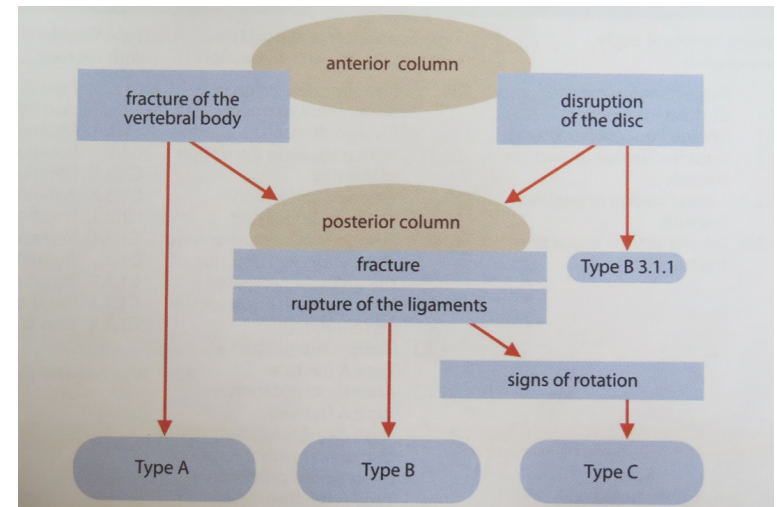 anterior column
fracture of the
vertebral body
disruption
of the disc
posterior column
fracture
Type B 3.1.1
rupture of the ligaments
signs of rotation
Type A
Type B
Type C